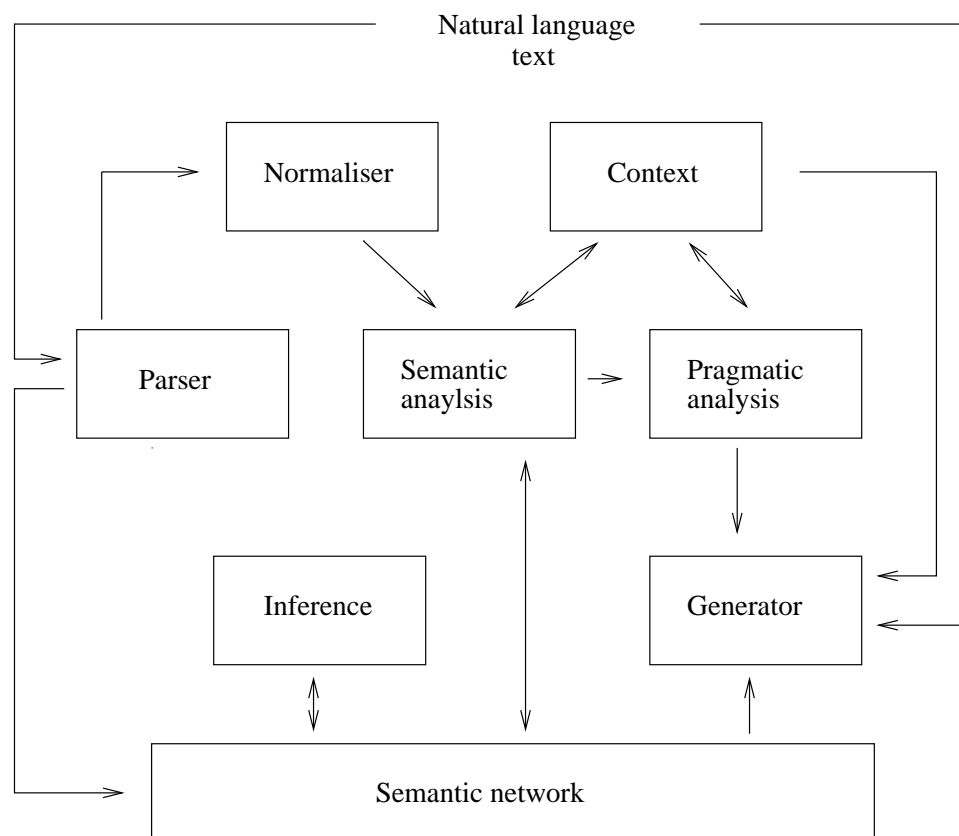 Natural language
text
Normaliser
Context
Parser
Semantic
anaylsis
Pragmatic
analysis
Inference
Generator
Semantic network